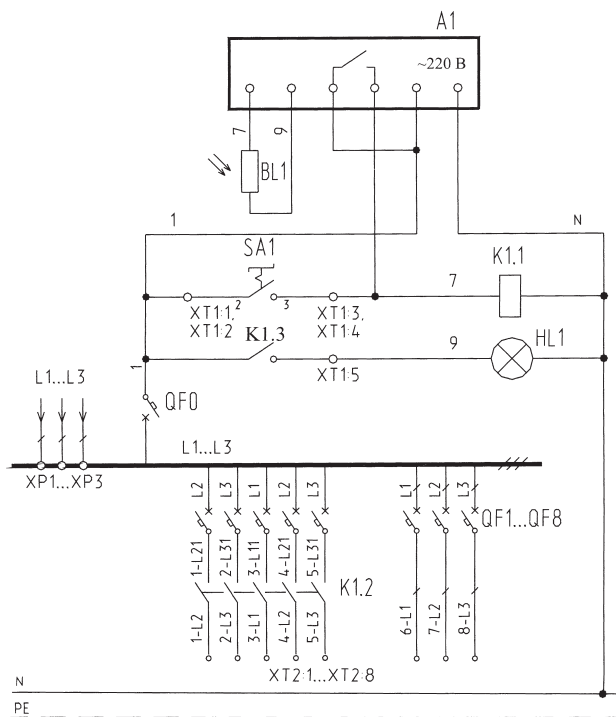 A1
~220 В
7
9
BL1
1
N
SA1
K1.1
7
2
3
XT1:1,
XT1:2
XT1:3,
XT1:4
K1.3
9
HL1
XT1:5
1
L1...L3
QF0
L1...L3
XP1...XP3
L2
L3
L1
L2
L3
L1
L2
L3
QF1...QF8
1-L21
2-L31
3-L11
4-L21
5-L31
K1.2
1-L2
2-L3
3-L1
4-L2
5-L3
6-L1
7-L2
8-L3
XT2:1...XT2:8
N
PE